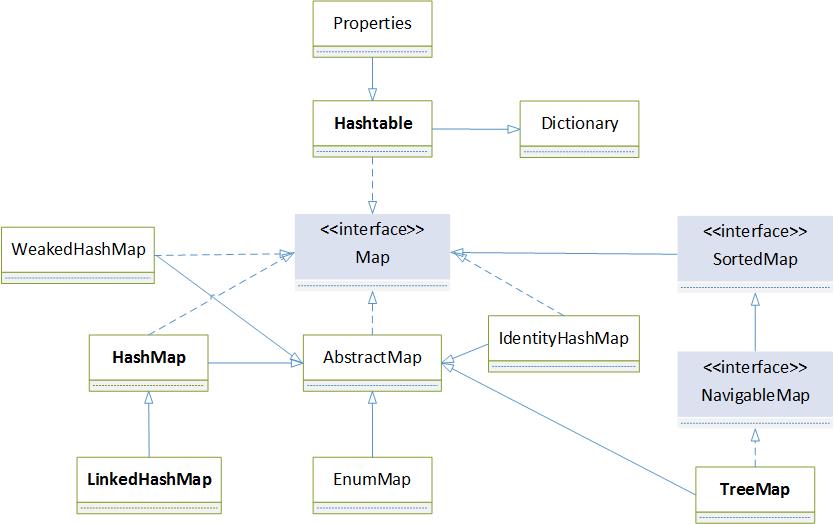 Properties
Hashtable
Dictionary
<<interface>>
Map
<<interface>>
SortedMap
WeakedHashMap
HashMap
AbstractMap
IdentityHashMap
<<interface>>
NavigableMap
LinkedHashMap
EnumMap
TreeMap